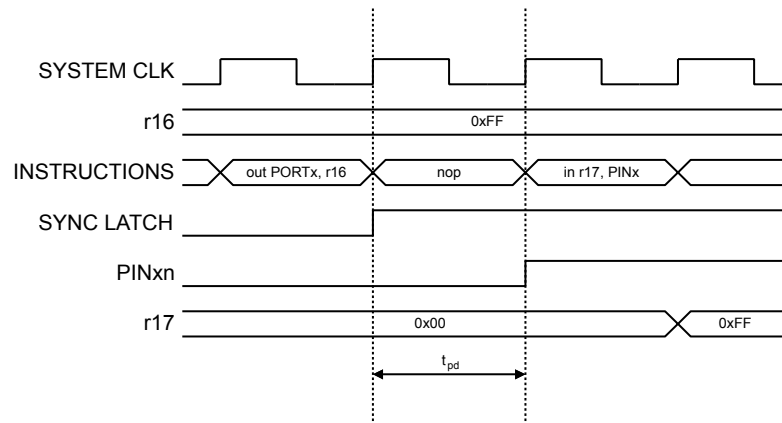 SYSTEM CLK
r16
0xFF
INSTRUCTIONS
out PORTx, r16
nop
in r17, PINx
SYNC LATCH
PINxn
r17
0x00
0xFF
tpd